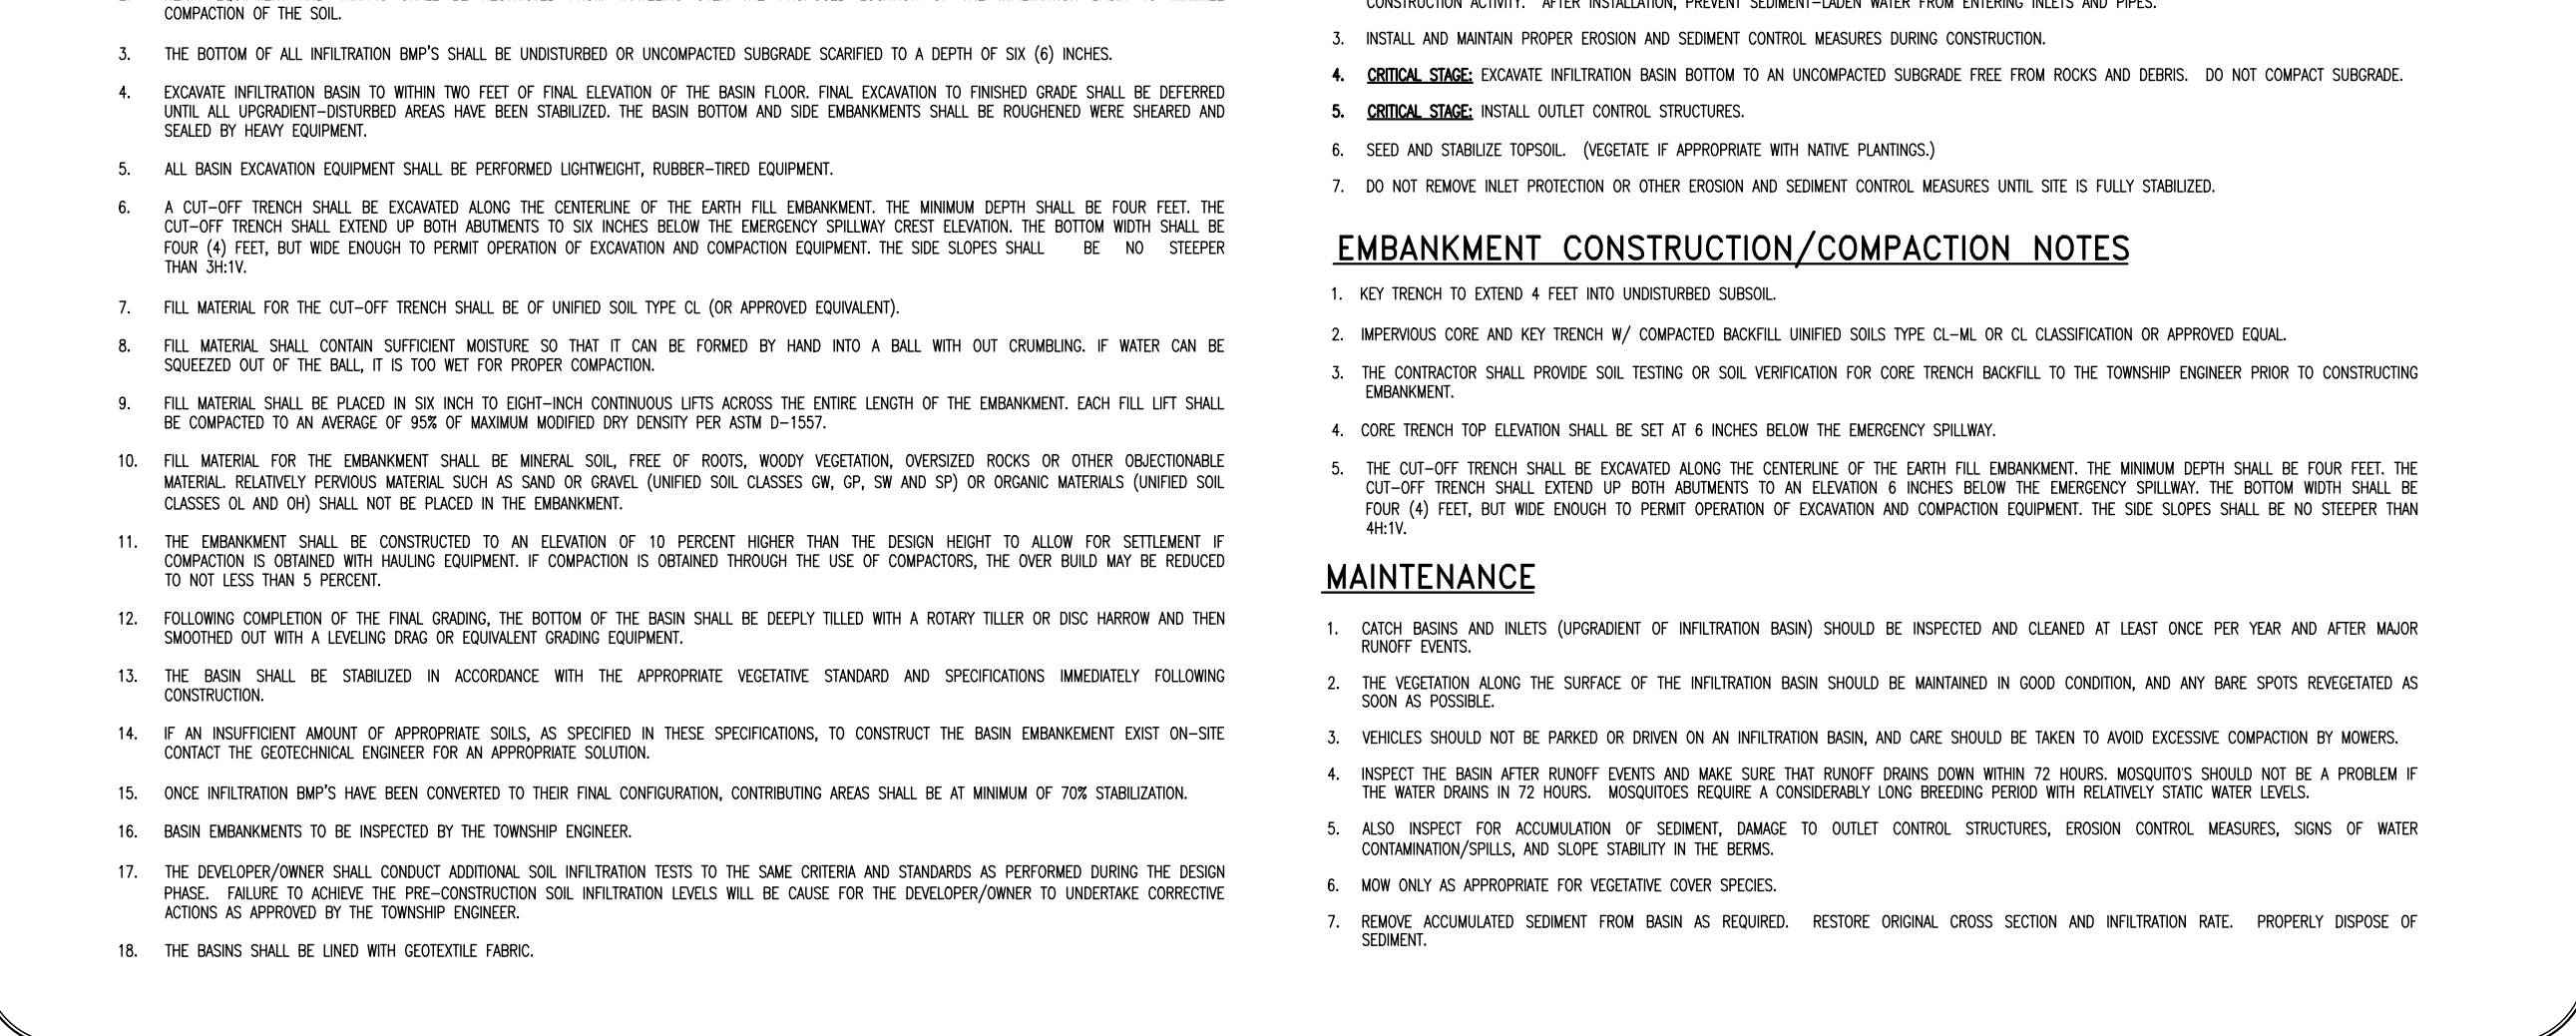 COMPACTION OF THE SOIL.
3. THE BOTTOM OF ALL INFILTRATION BMP'S SHALL BE UNDISTURBED OR UNCOMPACTED SUBGRADE SCARIFIED TO A DEPTH OF SIX (6) INCHES.
4. EXCAVATE INFILTRATION BASIN TO WITHIN TWO FEET OF FINAL ELEVATION OF THE BASIN FLOOR. FINAL EXCAVATION TO FINISHED GRADE SHALL BE DEFERRED
UNTIL ALL UPGRADIENT-DISTURBED AREAS HAVE BEEN STABILIZED. THE BASIN BOTTOM AND SIDE EMBANKMENTS SHALL BE ROUGHENED WERE SHEARED AND
SEALED BY HEAVY EQUIPMENT.
5. ALL BASIN EXCAVATION EQUIPMENT SHALL BE PERFORMED LIGHTWEIGHT, RUBBER-TIRED EQUIPMENT.
6. A CUT-OFF TRENCH SHALL BE EXCAVATED ALONG THE CENTERLINE OF THE EARTH FILL EMBANKMENT. THE MINIMUM DEPTH SHALL BE FOUR FEET. THE
CUT-OFF TRENCH SHALL EXTEND UP BOTH ABUTMENTS TO SIX INCHES BELOW THE EMERGENCY SPILLWAY CREST ELEVATION. THE BOTTOM WIDTH SHALL BE
FOUR (4) FEET, BUT WIDE ENOUGH TO PERMIT OPERATION OF EXCAVATION AND COMPACTION EQUIPMENT. THE SIDE SLOPES SHALL BE NO STEEPER
THAN 3H:1V.
7. FILL MATERIAL FOR THE CUT-OFF TRENCH SHALL BE OF UNIFIED SOIL TYPE CL (OR APPROVED EQUIVALENT).
8. FILL MATERIAL SHALL CONTAIN SUFFICIENT MOISTURE SO THAT IT CAN BE FORMED BY HAND INTO A BALL WITH OUT CRUMBLING. IF WATER CAN BE
SQUEEZED OUT OF THE BALL, IT IS TOO WET FOR PROPER COMPACTION.
9. FILL MATERIAL SHALL BE PLACED IN SIX INCH TO EIGHT-INCH CONTINUOUS LIFTS ACROSS THE ENTIRE LENGTH OF THE EMBANKMENT. EACH FILL LIFT SHALL
BE COMPACTED TO AN AVERAGE OF 95% OF MAXIMUM MODIFIED DRY DENSITY PER ASTM D-1557.
10. FILL MATERIAL FOR THE EMBANKMENT SHALL BE MINERAL SOIL, FREE OF ROOTS, WOODY VEGETATION, OVERSIZED ROCKS OR OTHER OBJECTIONABLE
MATERIAL. RELATIVELY PERVIOUS MATERIAL SUCH AS SAND OR GRAVEL (UNIFIED SOIL CLASSES GW, GP, SW AND SP) OR ORGANIC MATERIALS (UNIFIED SOIL
CLASSES OL AND OH) SHALL NOT BE PLACED IN THE EMBANKMENT.
11. THE EMBANKMENT SHALL BE CONSTRUCTED TO AN ELEVATION OF 10 PERCENT HIGHER THAN THE DESIGN HEIGHT TO ALLOW FOR SETTLEMENT IF
COMPACTION IS OBTAINED WITH HAULING EQUIPMENT. IF COMPACTION IS OBTAINED THROUGH THE USE OF COMPACTORS, THE OVER BUILD MAY BE REDUCED
TO NOT LESS THAN 5 PERCENT.
12. FOLLOWING COMPLETION OF THE FINAL GRADING, THE BOTTOM OF THE BASIN SHALL BE DEEPLY TILLED WITH A ROTARY TILLER OR DISC HARROW AND THEN
SMOOTHED OUT WITH A LEVELING DRAG OR EQUIVALENT GRADING EQUIPMENT.
13. THE BASIN SHALL BE STABILIZED IN ACCORDANCE WITH THE APPROPRIATE VEGETATIVE STANDARD AND SPECIFICATIONS IMMEDIATELY FOLLOWING
CONSTRUCTION.
14. IF AN INSUFFICIENT AMOUNT OF APPROPRIATE SOILS, AS SPECIFIED IN THESE SPECIFICATIONS, TO CONSTRUCT THE BASIN EMBANKEMENT EXIST ON-SITE
CONTACT THE GEOTECHNICAL ENGINEER FOR AN APPROPRIATE SOLUTION.
15. ONCE INFILTRATION BMP'S HAVE BEEN CONVERTED TO THEIR FINAL CONFIGURATION, CONTRIBUTING AREAS SHALL BE AT MINIMUM OF 70% STABILIZATION.
16. BASIN EMBANKMENTS TO BE INSPECTED BY THE TOWNSHIP ENGINEER.
17. THE DEVELOPER/OWNER SHALL CONDUCT ADDITIONAL SOIL INFILTRATION TESTS TO THE SAME CRITERIA AND STANDARDS AS PERFORMED DURING THE DESIGN
PHASE. FAILURE TO ACHIEVE THE PRE-CONSTRUCTION SOIL INFILTRATION LEVELS WILL BE CAUSE FOR THE DEVELOPER/OWNER TO UNDERTAKE CORRECTIVE
ACTIONS AS APPROVED BY THE TOWNSHIP ENGINEER.
18. THE BASINS SHALL BE LINED WITH GEOTEXTILE FABRIC.
CONSTRUCTION ACTIVITY. AFTER INSTALLATION, PREVENT SEDIMENT-LADEN WATER FROM ENTERING INLETS AND PIPES.
3. INSTALL AND MAINTAIN PROPER EROSION AND SEDIMENT CONTROL MEASURES DURING CONSTRUCTION.
4. CRITICAL STAGE: EXCAVATE INFILTRATION BASIN BOTTOM TO AN UNCOMPACTED SUBGRADE FREE FROM ROCKS AND DEBRIS. DO NOT COMPACT SUBGRADE.
5. CRITICAL STAGE: INSTALL OUTLET CONTROL STRUCTURES.
6. SEED AND STABILIZE TOPSOIL. (VEGETATE IF APPROPRIATE WITH NATIVE PLANTINGS.)
7. DO NOT REMOVE INLET PROTECTION OR OTHER EROSION AND SEDIMENT CONTROL MEASURES UNTIL SITE IS FULLY STABILIZED.
EMBANKMENT CONSTRUCTION/COMPACTION NOTES
1. KEY TRENCH TO EXTEND 4 FEET INTO UNDISTURBED SUBSOIL.
2. IMPERVIOUS CORE AND KEY TRENCH W/ COMPACTED BACKFILL UINIFIED SOILS TYPE CL-ML OR CL CLASSIFICATION OR APPROVED EQUAL.
3. THE CONTRACTOR SHALL PROVIDE SOIL TESTING OR SOIL VERIFICATION FOR CORE TRENCH BACKFILL TO THE TOWNSHIP ENGINEER PRIOR TO CONSTRUCTING
EMBANKMENT.
4. CORE TRENCH TOP ELEVATION SHALL BE SET AT 6 INCHES BELOW THE EMERGENCY SPILLWAY.
5. THE CUT-OFF TRENCH SHALL BE EXCAVATED ALONG THE CENTERLINE OF THE EARTH FILL EMBANKMENT. THE MINIMUM DEPTH SHALL BE FOUR FEET. THE
CUT-OFF TRENCH SHALL EXTEND UP BOTH ABUTMENTS TO AN ELEVATION 6 INCHES BELOW THE EMERGENCY SPILLWAY. THE BOTTOM WIDTH SHALL BE
FOUR (4) FEET, BUT WIDE ENOUGH TO PERMIT OPERATION OF EXCAVATION AND COMPACTION EQUIPMENT. THE SIDE SLOPES SHALL BE NO STEEPER THAN
4H:1V.
MAINTENANCE
1. CATCH BASINS AND INLETS (UPGRADIENT OF INFILTRATION BASIN) SHOULD BE INSPECTED AND CLEANED AT LEAST ONCE PER YEAR AND AFTER MAJOR
RUNOFF EVENTS.
2. THE VEGETATION ALONG THE SURFACE OF THE INFILTRATION BASIN SHOULD BE MAINTAINED IN GOOD CONDITION, AND ANY BARE SPOTS REVEGETATED AS
SOON AS POSSIBLE.
3. VEHICLES SHOULD NOT BE PARKED OR DRIVEN ON AN INFILTRATION BASIN, AND CARE SHOULD BE TAKEN TO AVOID EXCESSIVE COMPACTION BY MOWERS.
4. INSPECT THE BASIN AFTER RUNOFF EVENTS AND MAKE SURE THAT RUNOFF DRAINS DOWN WITHIN 72 HOURS. MOSQUITO'S SHOULD NOT BE A PROBLEM IF
THE WATER DRAINS IN 72 HOURS. MOSQUITOES REQUIRE A CONSIDERABLY LONG BREEDING PERIOD WITH RELATIVELY STATIC WATER LEVELS.
5. ALSO INSPECT FOR ACCUMULATION OF SEDIMENT, DAMAGE TO OUTLET CONTROL STRUCTURES, EROSION CONTROL MEASURES, SIGNS OF WATER
CONTAMINATION/SPILLS, AND SLOPE STABILITY IN THE BERMS.
6. MOW ONLY AS APPROPRIATE FOR VEGETATIVE COVER SPECIES.
7. REMOVE ACCUMULATED SEDIMENT FROM BASIN AS REQUIRED. RESTORE ORIGINAL CROSS SECTION AND INFILTRATION RATE. PROPERLY DISPOSE OF
SEDIMENT.